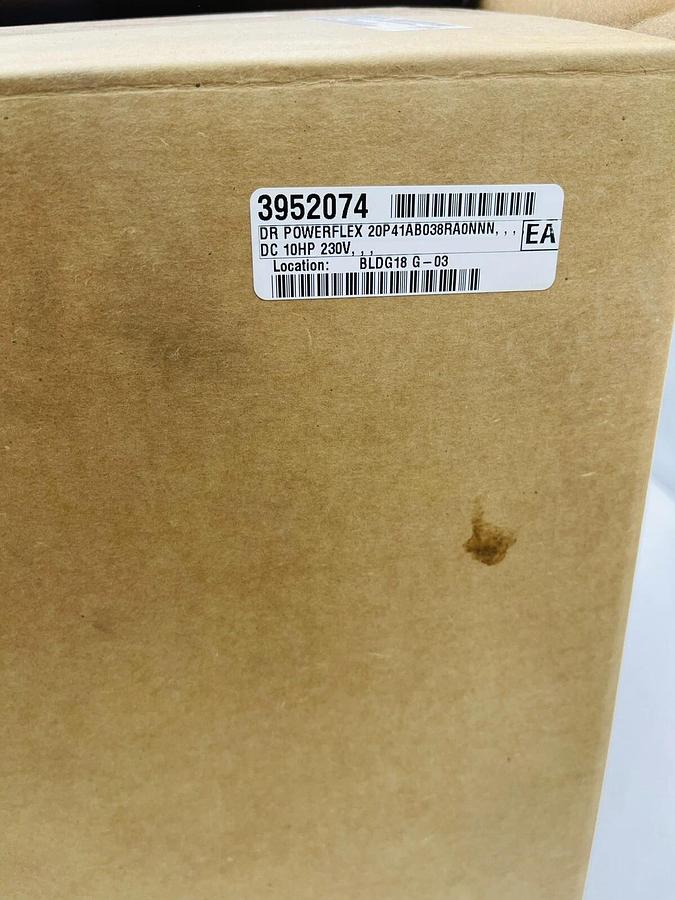 3952074
DR POWERFLEX 20P41AB038RA0NNN, , ,
EA
DC 10HP 230V, , ,
Location: BLDG18 G-03